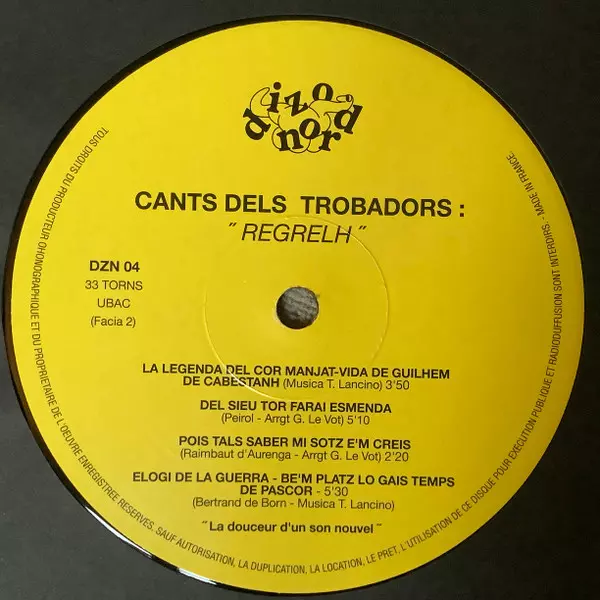 dizo
d'nor
CANTS DELS TROBADORS :
" REGRELH "
DZN 04
33 TORNS
UBAC
(Facia 2)
LA LEGENDA DEL COR MANJAT-VIDA DE GUILHEM
DE CABESTANH (Musica T. Lancino) 3'50
DEL SIEU TOR FARAI ESMENDA
(Peirol - Arrgt G. Le Vot) 5'10
POIS TALS SABER MI SOTZ E'M CREIS
(Raimbaut d'Aurenga - Arrgt G. Le Vot) 2'20
ELOGI DE LA GUERRA - BE'M PLATZ LO GAIS TEMPS
DE PASCOR - 5'30
(Bertrand de Born - Musica T. Lancino)
" La douceur d'un son nouvel "
TOUS DROITS DU PRODUCTEUR OHONOGRAPHIQUE ET DU PROPRIETAIRE DE L'OEUVRE ENREGISTREE RESERVES. SAUF AUTORISATION, LA DUPLICATION, LA LOCATION, LE PRET, L'UTILISATION DE CE DISQUE POUR EXECUTION PUBLIQUE ET RADIODUFFUSION SONT INTERDIRS. - MADE IN FRANCE.